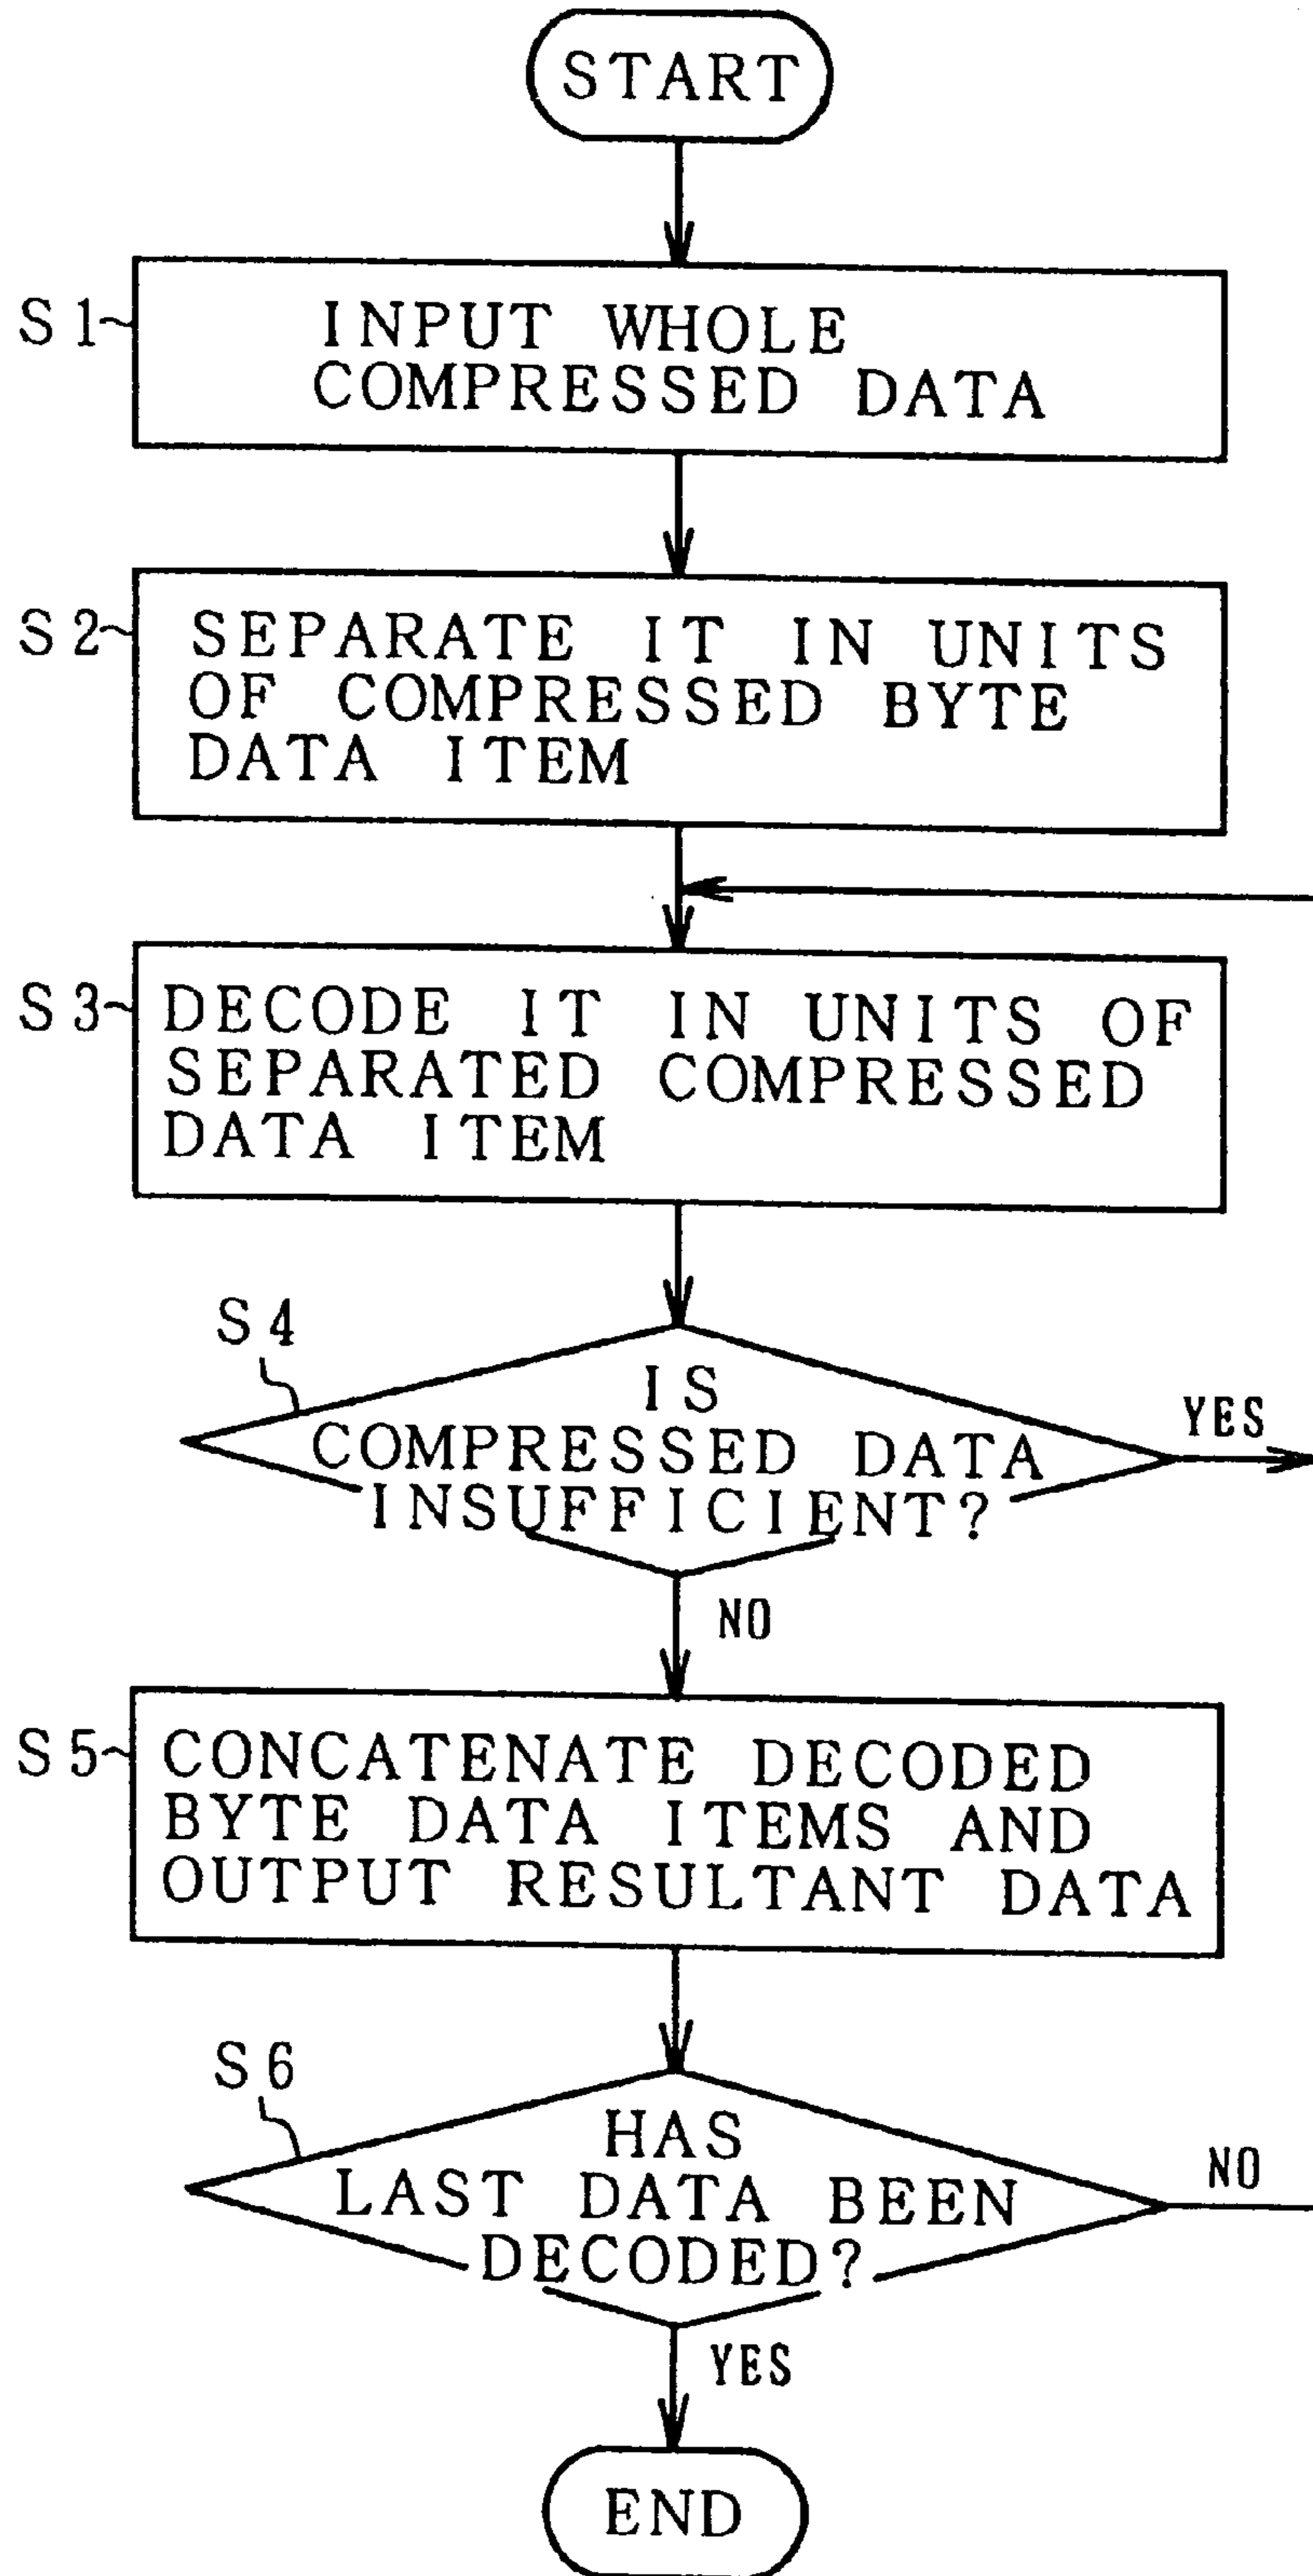 START
S1
INPUT WHOLE
COMPRESSED DATA
S2
SEPARATE IT IN UNITS
OF COMPRESSED BYTE
DATA ITEM
S3
DECODE IT IN UNITS OF
SEPARATED COMPRESSED
DATA ITEM
S4
IS
COMPRESSED DATA
INSUFFICIENT?
YES
NO
S5
CONCATENATE DECODED
BYTE DATA ITEMS AND
OUTPUT RESULTANT DATA
S6
HAS
LAST DATA BEEN
DECODED?
NO
YES
END